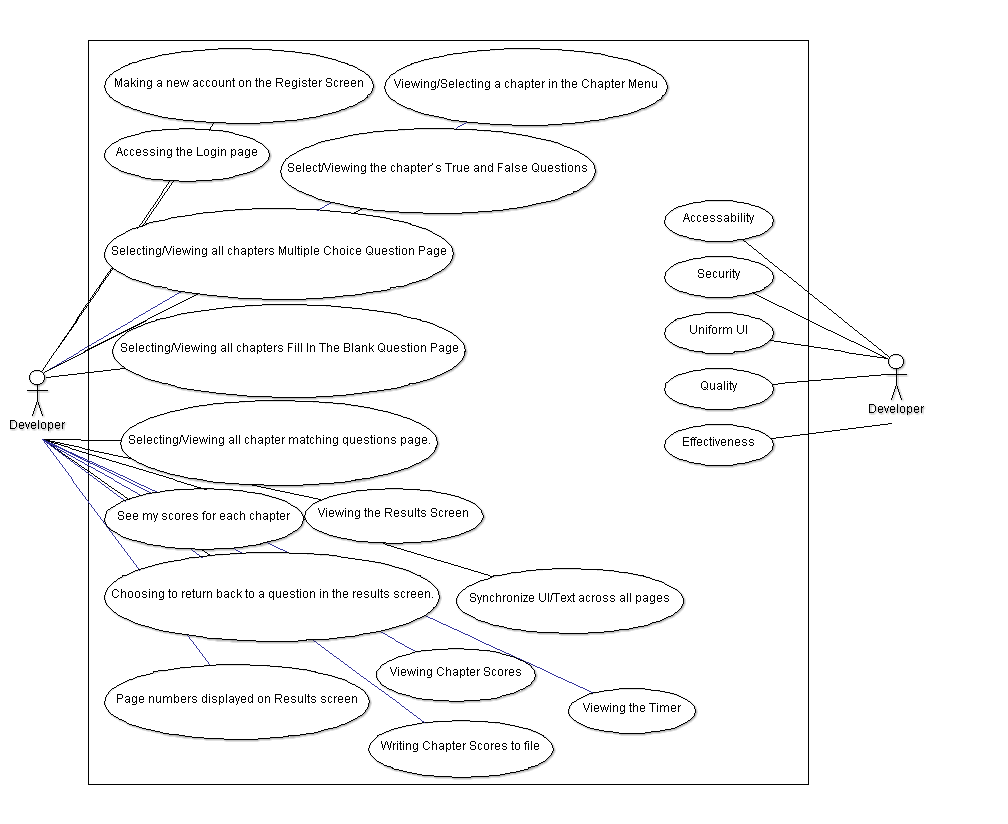 Making a new account on the Register Screen
Viewing/Selecting a chapter in the Chapter Menu
Accessing the Login page
Select/Viewing the chapter's True and False Questions
Accessability
Selecting/Viewing all chapters Multiple Choice Question Page
Security
Uniform UI
Selecting/Viewing all chapters Fill In The Blank Question Page
Quality
Developer
Developer
Selecting/Viewing all chapter matching questions page.
Effectiveness
See my scores for each chapter
Viewing the Results Screen
Choosing to return back to a question in the results screen.
Synchronize UI/Text across all pages
Viewing Chapter Scores
Page numbers displayed on Results screen
Viewing the Timer
Writing Chapter Scores to file